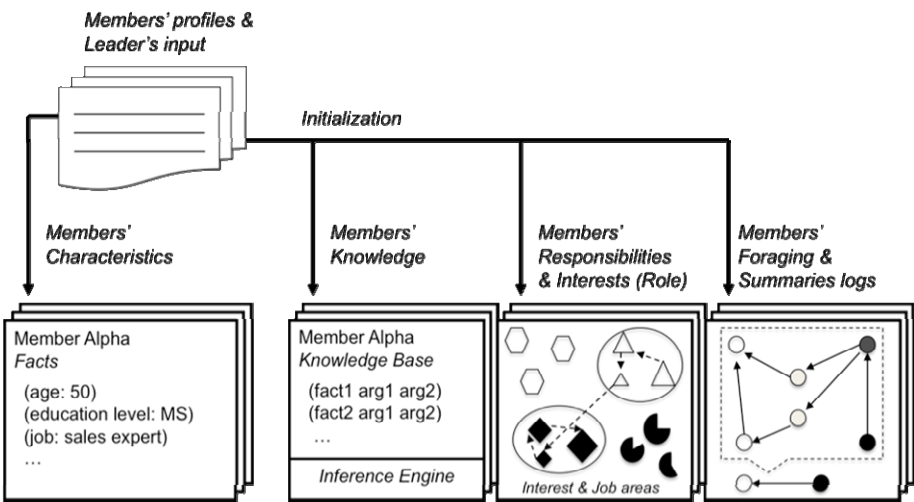 Members' profiles &
Leader's input
Initialization
Members'
Characteristics
Members'
Knowledge
Members'
Responsibilities
& Interests (Role)
Members'
Foraging &
Summaries logs
Member Alpha
Facts
(age: 50)
(education level: MS)
(job: sales expert)
...
Member Alpha
Knowledge Base
(fact1 arg1 arg2)
(fact2 arg1 arg2)
...
Inference Engine
Interest & Job areas